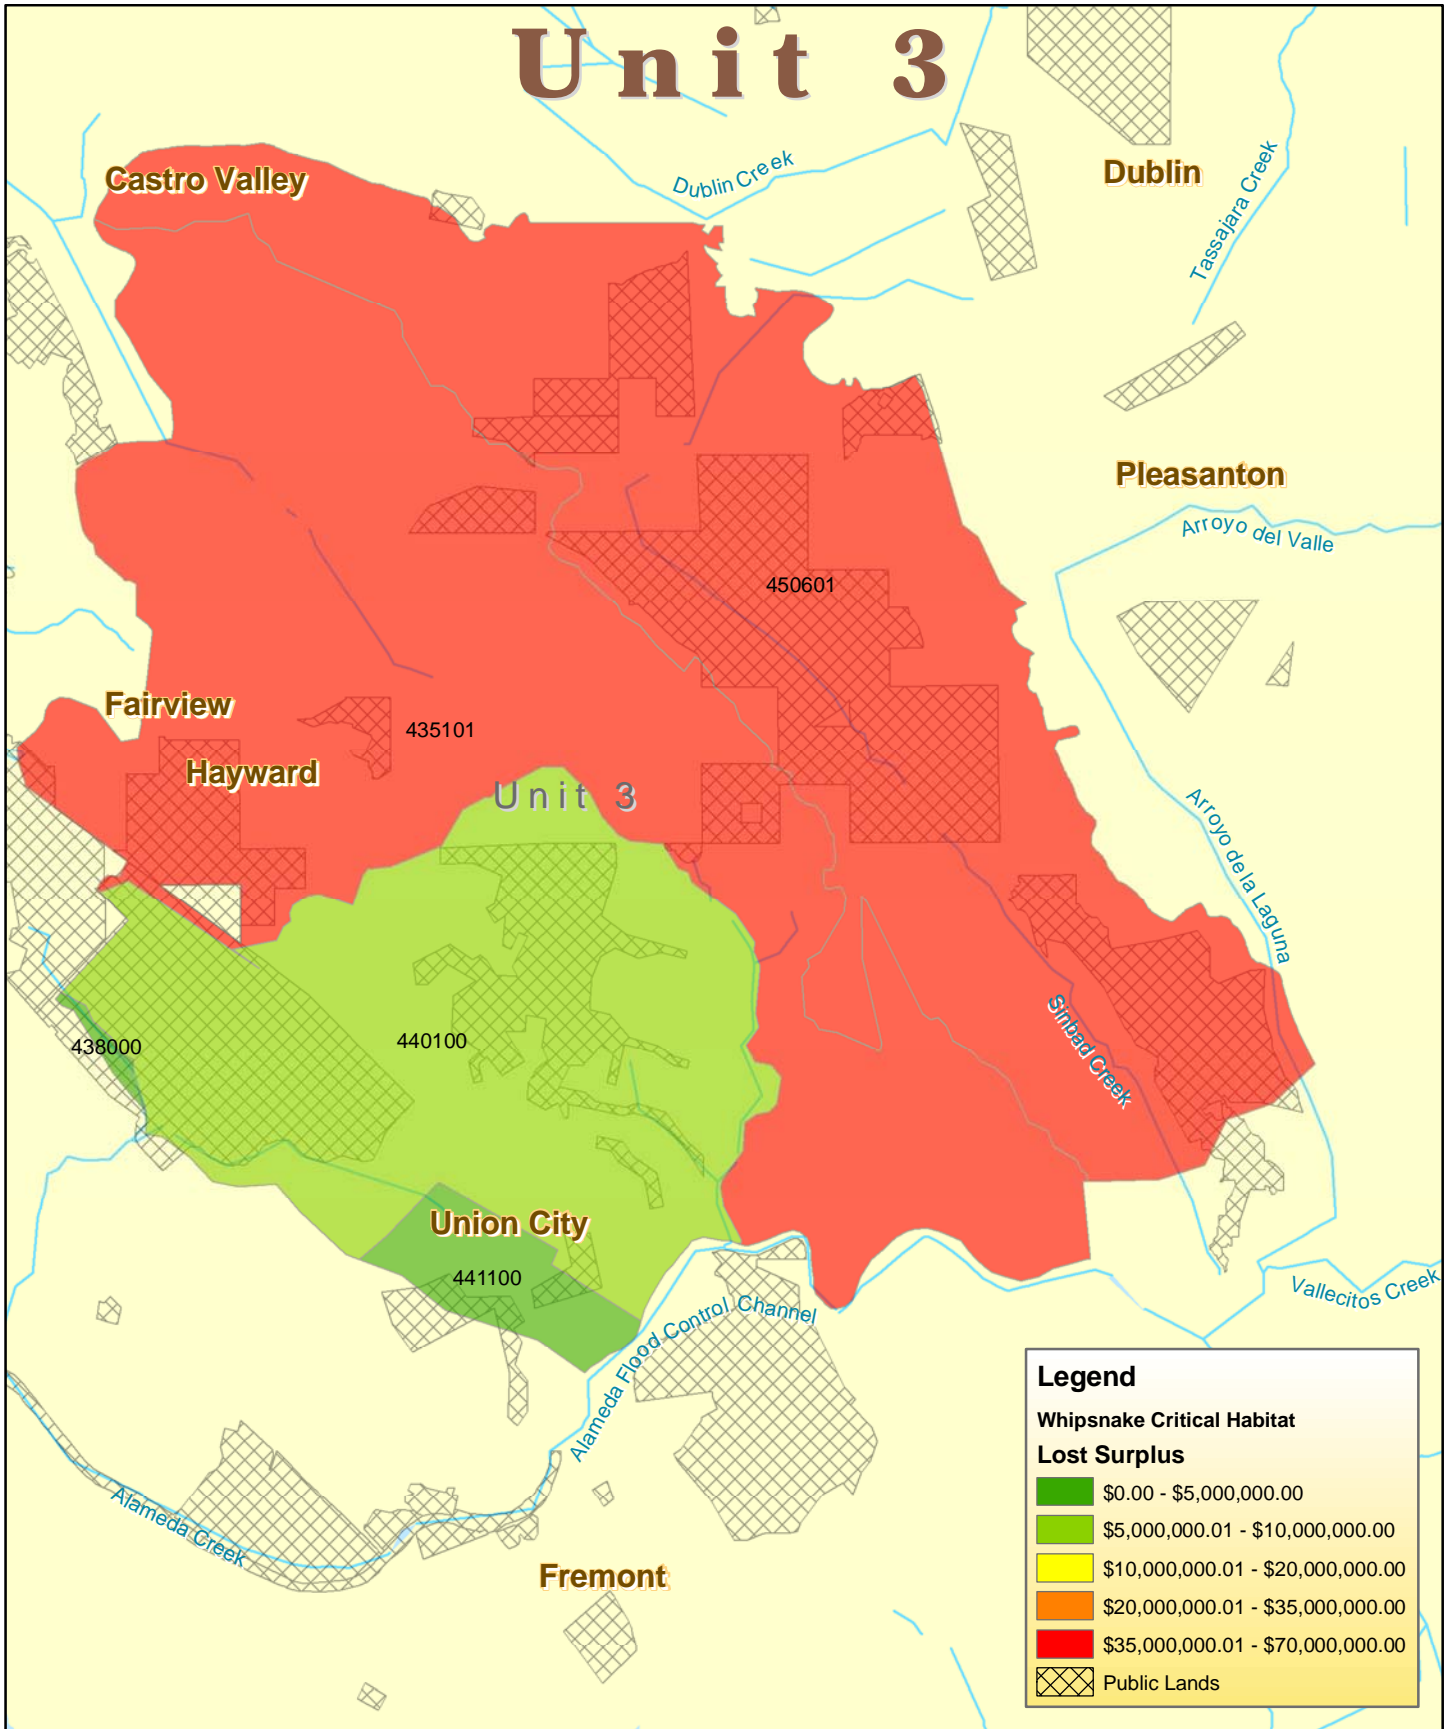 Unit 3
Castro Valley
Dublin Creek
Dublin
Tassajara Creek
Pleasanton
Arroyo del Valle
450601
Fairview
435101
Hayward
Unit 3
Arroyo de la Laguna
Sinbad Creek
438000
440100
Union City
441100
Vallecitos Creek
Alameda Flood Control Channel
Alameda Creek
Fremont
Legend
Whipsnake Critical Habitat
Lost Surplus
$0.00 - $5,000,000.00
$5,000,000.01 - $10,000,000.00
$10,000,000.01 - $20,000,000.00
$20,000,000.01 - $35,000,000.00
$35,000,000.01 - $70,000,000.00
Public Lands